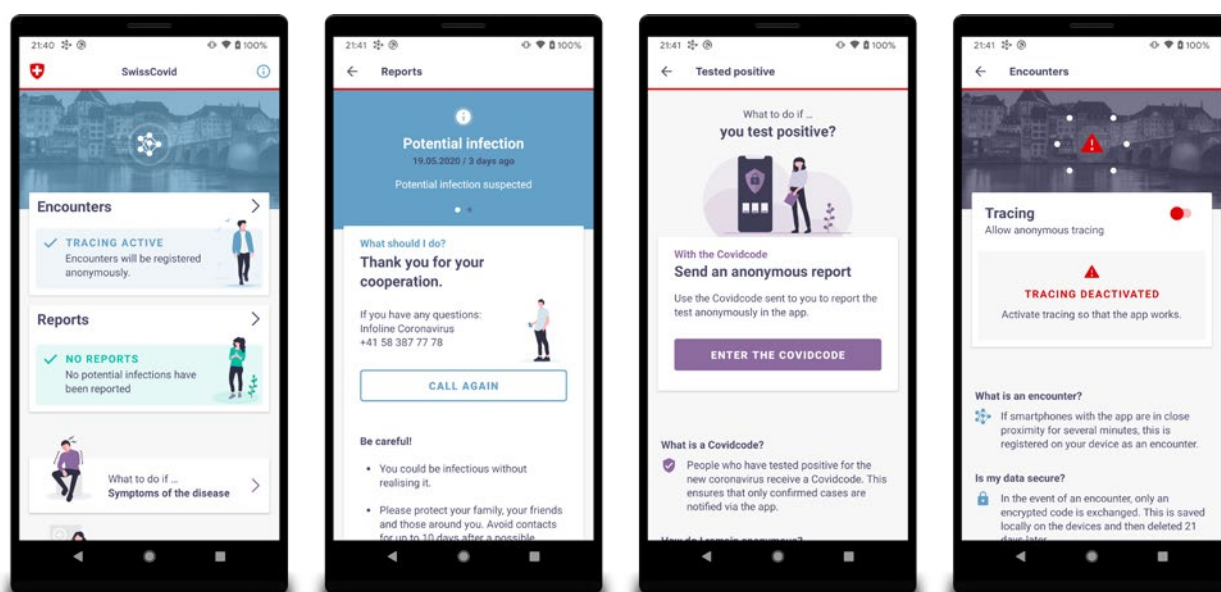 21:40
100%
SwissCovid
Encounters
TRACING ACTIVE
Encounters will be registered
anonymously.
Reports
NO REPORTS
No potential infections have
been reported
What to do if ...
Symptoms of the disease
21:41
100%
Reports
Potential infection
19.05.2020 / 3 days ago
Potential infection suspected
What should I do?
Thank you for your
cooperation.
If you have any questions:
Infoline Coronavirus
+41 58 387 77 78
CALL AGAIN
Be careful!
You could be infectious without
realising it.
Please protect your family, your friends
and those around you. Avoid contacts
for up to 10 days after a possible
21:41
100%
Tested positive
What to do if ...
you test positive?
With the Covidcode
Send an anonymous report
Use the Covidcode sent to you to report the
test anonymously in the app.
ENTER THE COVIDCODE
What is a Covidcode?
People who have tested positive for the
new coronavirus receive a Covidcode. This
ensures that only confirmed cases are
notified via the app.
How do I remain anonymous?
21:41
100%
Encounters
Tracing
Allow anonymous tracing
TRACING DEACTIVATED
Activate tracing so that the app works.
What is an encounter?
If smartphones with the app are in close
proximity for several minutes, this is
registered on your device as an encounter.
Is my data secure?
In the event of an encounter, only an
encrypted code is exchanged. This is saved
locally on the devices and then deleted 21
days later.